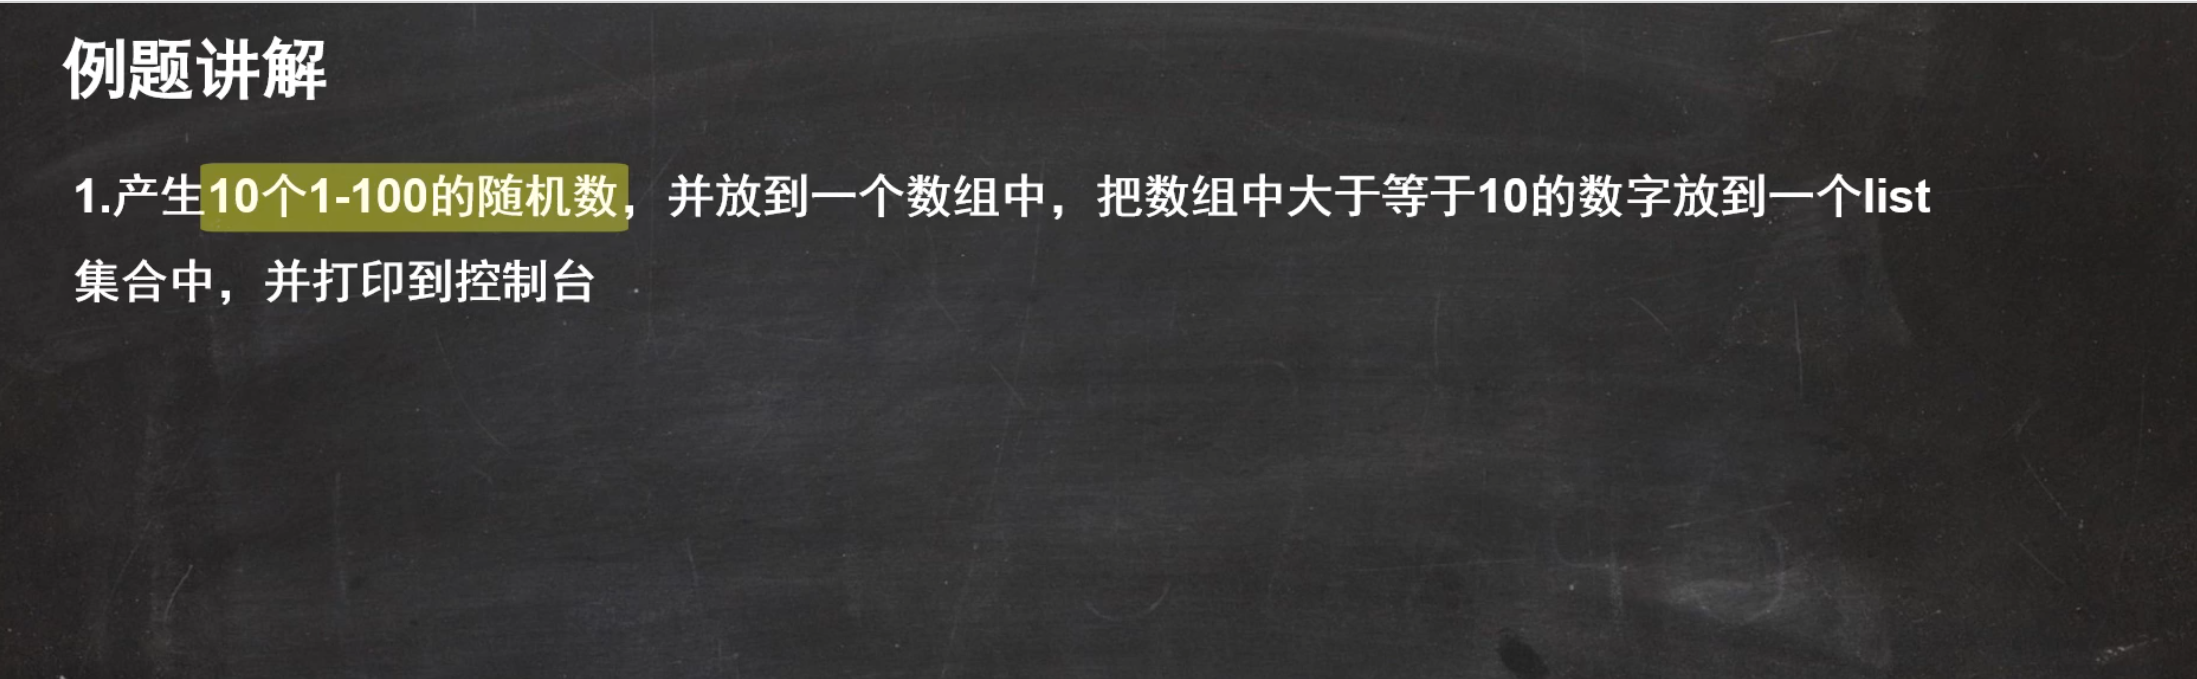 例题讲解
1.产生10个1-100的随机数，并放到一个数组中，把数组中大于等于10的数字放到一个list
集合中，并打印到控制台